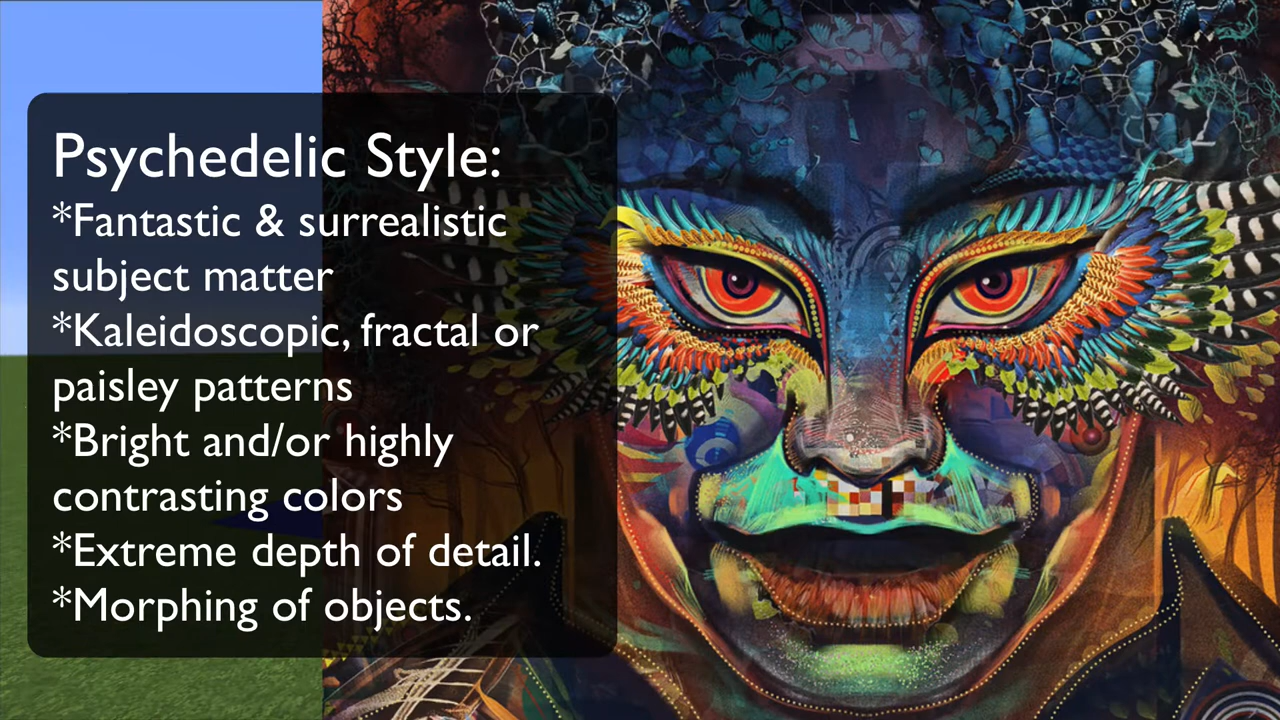 Psychedelic Style:
*Fantastic & surrealistic
subject matter
*Kaleidoscopic, fractal or
paisley patterns
*Bright and/or highly
contrasting colors
*Extreme depth of detail.
*Morphing of objects.